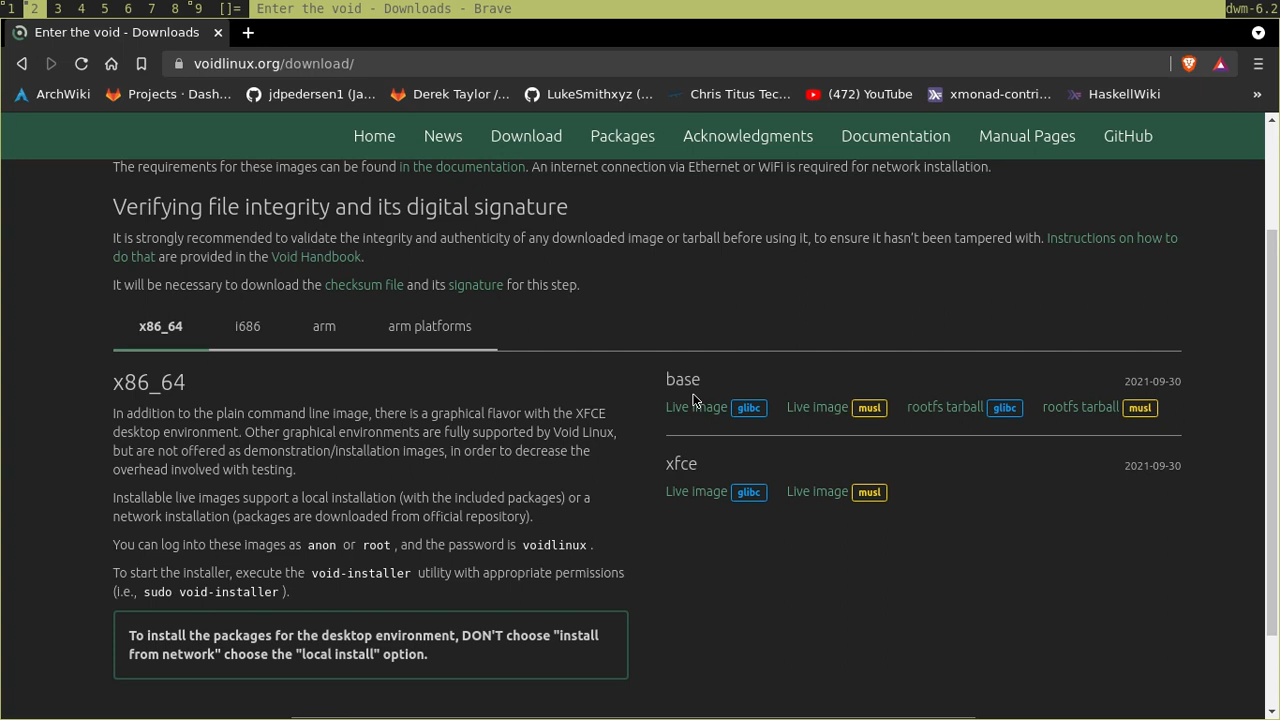 1 2 3 4 5 6 7 8 9 []= Enter the void - Downloads - Brave dwm-6.2
Enter the void - Downloads
voidlinux.org/download/
ArchWiki Projects · Dash... jdpedersen1 (Ja... Derek Taylor /... LukeSmithxyz (... Chris Titus Tec... (472) YouTube xmonad-contri... HaskellWiki »
Home News Download Packages Acknowledgments Documentation Manual Pages GitHub
The requirements for these images can be found in the documentation. An internet connection via Ethernet or WiFi is required for network installation.
Verifying file integrity and its digital signature
It is strongly recommended to validate the integrity and authenticity of any downloaded image or tarball before using it, to ensure it hasn't been tampered with. Instructions on how to
do that are provided in the Void Handbook.
It will be necessary to download the checksum file and its signature for this step.
x86_64 i686 arm arm platforms
x86_64
In addition to the plain command line image, there is a graphical flavor with the XFCE
desktop environment. Other graphical environments are fully supported by Void Linux,
but are not offered as demonstration/installation images, in order to decrease the
overhead involved with testing.
Installable live images support a local installation (with the included packages) or a
network installation (packages are downloaded from official repository).
You can log into these images as anon or root, and the password is voidlinux.
To start the installer, execute the void-installer utility with appropriate permissions
(i.e., sudo void-installer).
To install the packages for the desktop environment, DON'T choose "install
from network" choose the "local install" option.
base 2021-09-30
Live image glibc Live image musl rootfs tarball glibc rootfs tarball musl
xfce 2021-09-30
Live image glibc Live image musl